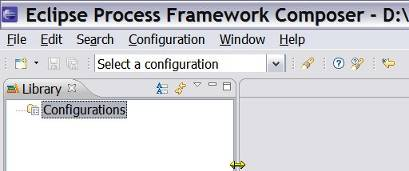 Eclipse Process Framework Composer - D:\
File Edit Search Configuration Window Help
Select a configuration
Library
Configurations